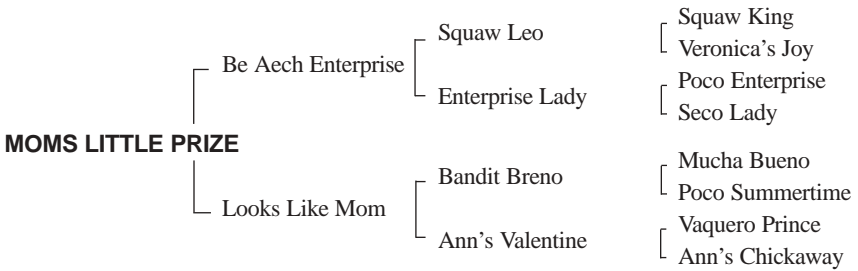 Squaw King
Squaw Leo
Veronica's Joy
Be Aech Enterprise
Poco Enterprise
Enterprise Lady
Seco Lady
MOMS LITTLE PRIZE
Mucha Bueno
Bandit Breno
Poco Summertime
Looks Like Mom
Vaquero Prince
Ann's Valentine
Ann's Chickaway